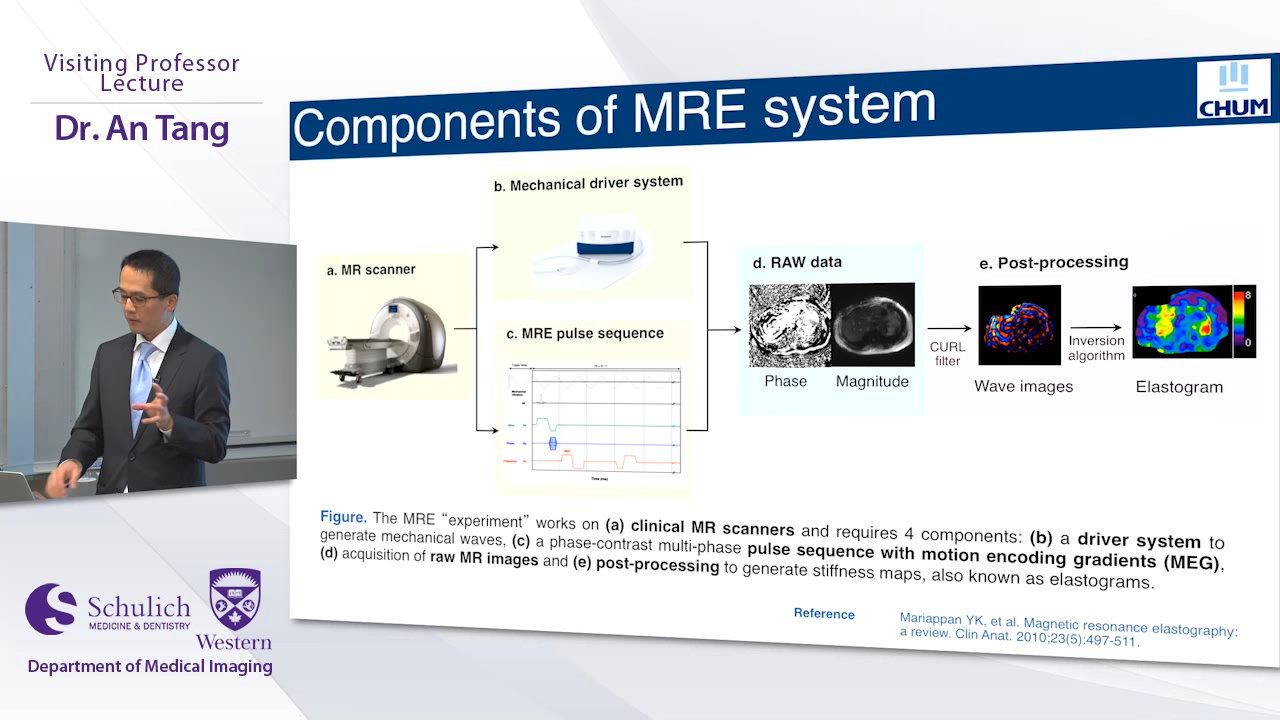 Visiting Professor
Lecture
Dr. An Tang
Components of MRE system
CHUM
a. MR scanner
b. Mechanical driver system
c. MRE pulse sequence
Time (ms)
d. RAW data
Phase
Magnitude
CURL
filter
e. Post-processing
Wave images
Inversion
algorithm
8
0
Elastogram
Figure. The MRE “experiment” works on (a) clinical MR scanners and requires 4 components: (b) a driver system to
generate mechanical waves, (c) a phase-contrast multi-phase pulse sequence with motion encoding gradients (MEG),
(d) acquisition of raw MR images and (e) post-processing to generate stiffness maps, also known as elastograms.
Reference
Mariappan YK, et al. Magnetic resonance elastography:
a review. Clin Anat. 2010;23(5):497-511.
Schulich
MEDICINE & DENTISTRY
Western
Department of Medical Imaging